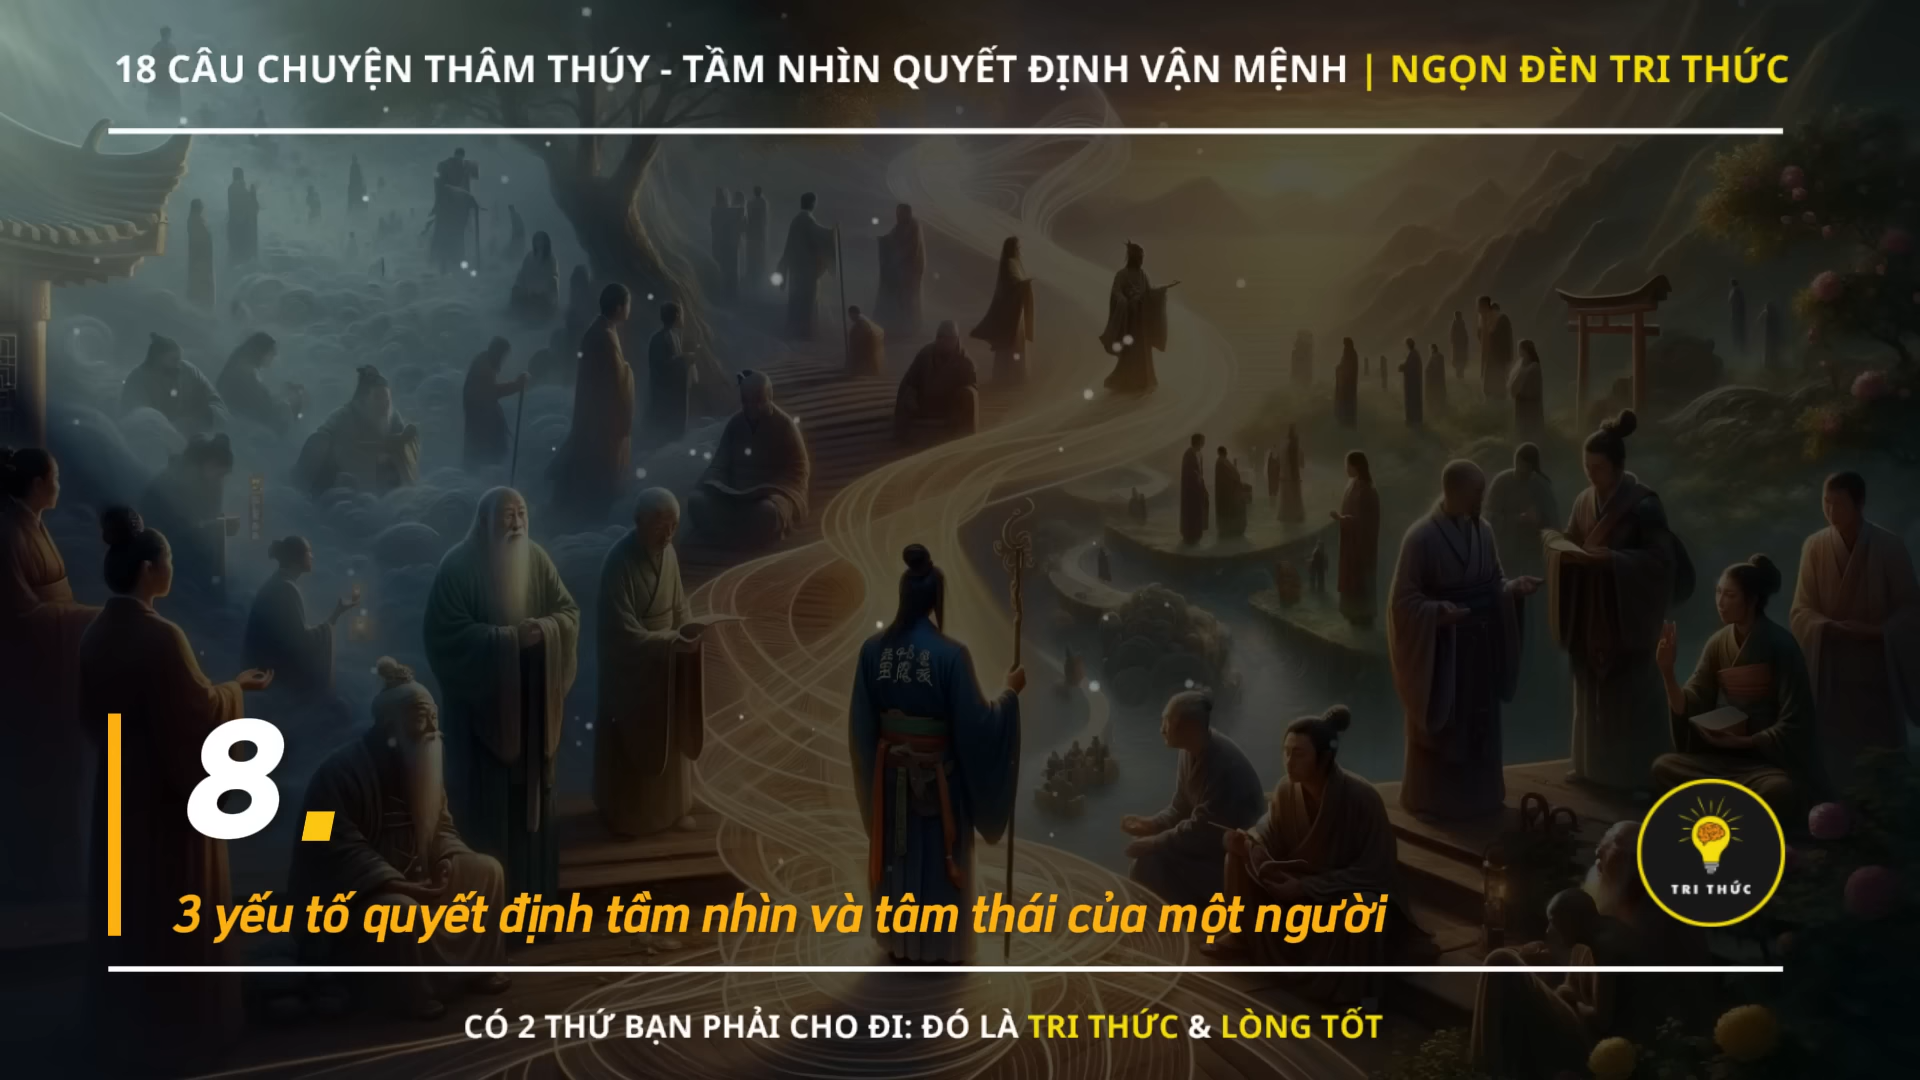 18 CÂU CHUYỆN THÂM THÚY - TẦM NHÌN QUYẾT ĐỊNH VẬN MỆNH | NGỌN ĐÈN TRI THỨC
8.
3 yếu tố quyết định tầm nhìn và tâm thái của một người
TRI THỨC
CÓ 2 THỨ BẠN PHẢI CHO ĐI: ĐÓ LÀ TRI THỨC & LÒNG TỐT